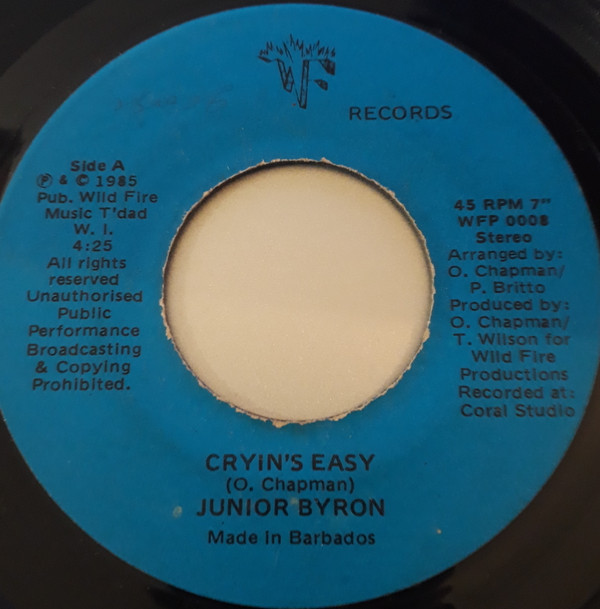 WF
RECORDS
Side A
℗ & © 1985
Pub. Wild Fire
Music T'dad
W. I.
4:25
All rights
reserved
Unauthorised
Public
Performance
Broadcasting
& Copying
Prohibited.
45 RPM 7"
WFP 0008
Stereo
Arranged by:
O. Chapman/
P. Britto
Produced by:
O. Chapman/
T. Wilson for
Wild Fire
Productions
Recorded at:
Coral Studio
CRYIN'S EASY
(O. Chapman)
JUNIOR BYRON
Made in Barbados